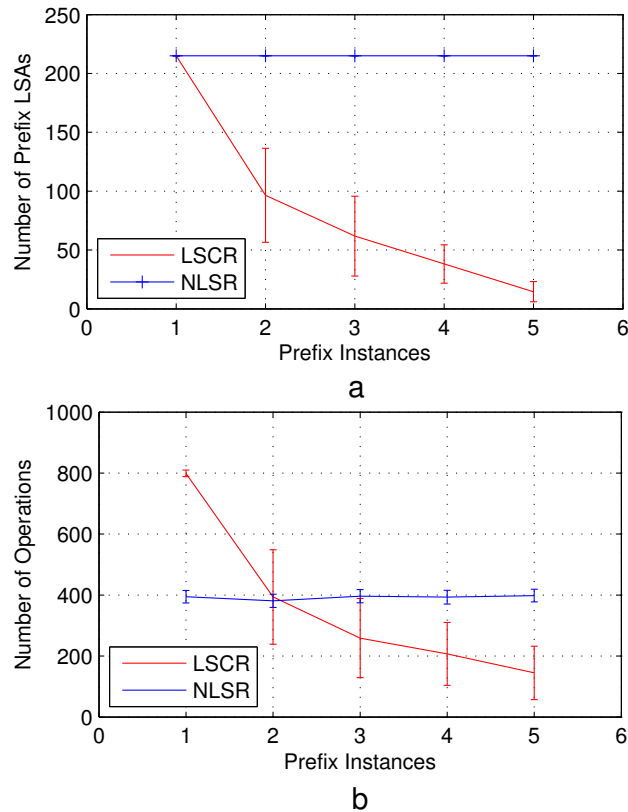 250
200
150
100
50
0
Number of Prefix LSAs
LSCR
NLSR
0 1 2 3 4 5 6
Prefix Instances
a
1000
800
600
400
200
0
Number of Operations
LSCR
NLSR
0 1 2 3 4 5 6
Prefix Instances
b